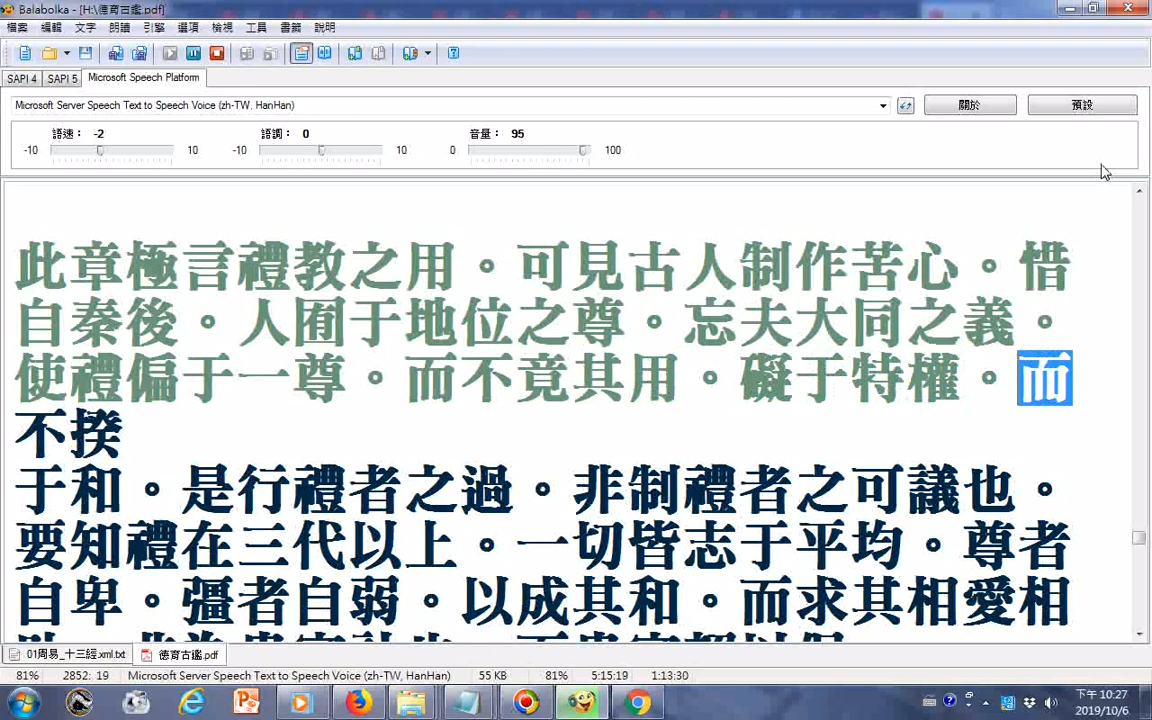 Balabolka - [H:\德育古鑑.pdf]
檔案 編輯 文字 朗讀 引擎 選項 檢視 工具 書籤 說明
SAPI 4 SAPI 5 Microsoft Speech Platform
Microsoft Server Speech Text to Speech Voice (zh-TW, HanHan) 關於 預設
語速： -2 語調： 0 音量： 95
-10 10 -10 10 0 100
此章極言禮教之用。可見古人制作苦心。惜
自秦後。人囿于地位之尊。忘夫大同之義。
使禮偏于一尊。而不竟其用。礙于特權。而
不揆
于和。是行禮者之過。非制禮者之可議也。
要知禮在三代以上。一切皆志于平均。尊者
自卑。彊者自弱。以成其和。而求其相愛相
01周易_十三經.xml.txt 德育古鑑.pdf
81% 2852: 19 Microsoft Server Speech Text to Speech Voice (zh-TW, HanHan) 55 KB 81% 5:15:19 1:13:30
下午 10:27
2019/10/6